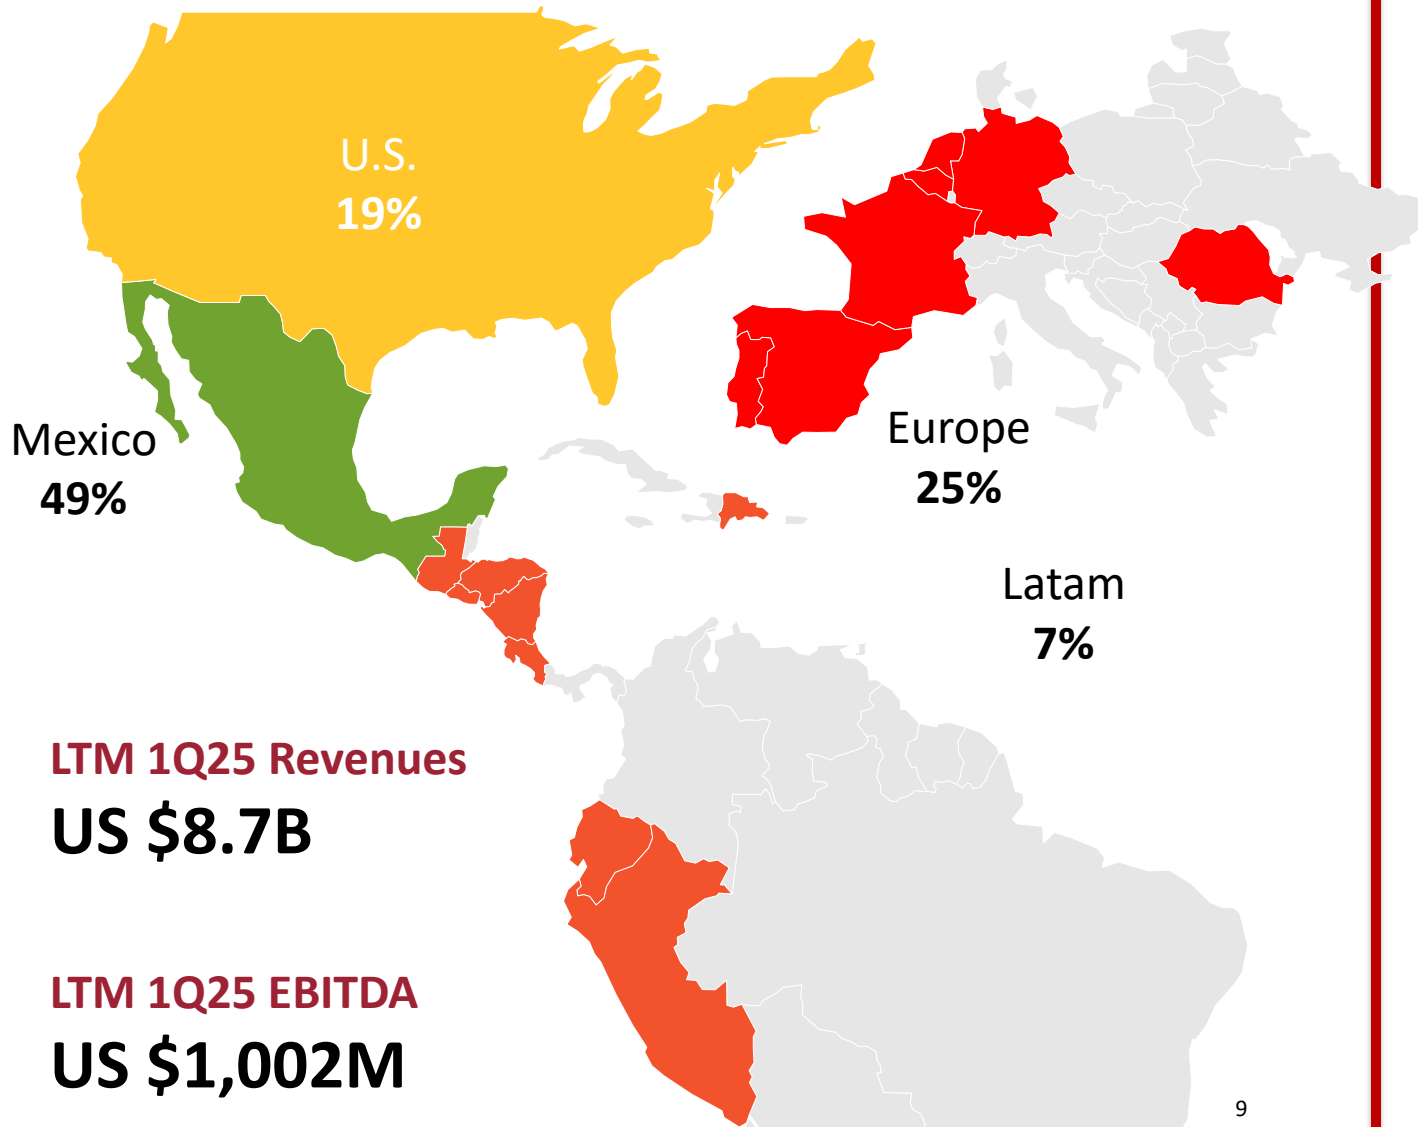 U.S.
19%
Mexico
49%
Europe
25%
Latam
7%
LTM 1Q25 Revenues
US $8.7B
LTM 1Q25 EBITDA
US $1,002M
9